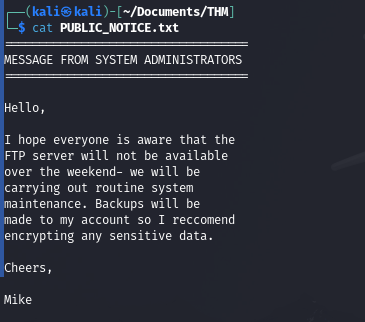 ┌──(kali㉿kali)-[~/Documents/THM]
└─$ cat PUBLIC_NOTICE.txt
===================================
MESSAGE FROM SYSTEM ADMINISTRATORS
===================================
Hello,
I hope everyone is aware that the
FTP server will not be available
over the weekend- we will be
carrying out routine system
maintenance. Backups will be
made to my account so I reccomend
encrypting any sensitive data.
Cheers,
Mike